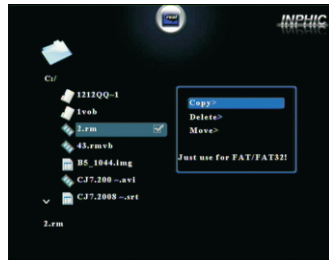 real
INPHIC
C:/
1212QQ~1
1vob
2.rm
43.rmvb
B5_1044.img
CJ7.200 ~.avi
CJ7.2008 ~.srt
Copy>
Delete>
Move>
Just use for FAT/FAT32!
2.rm